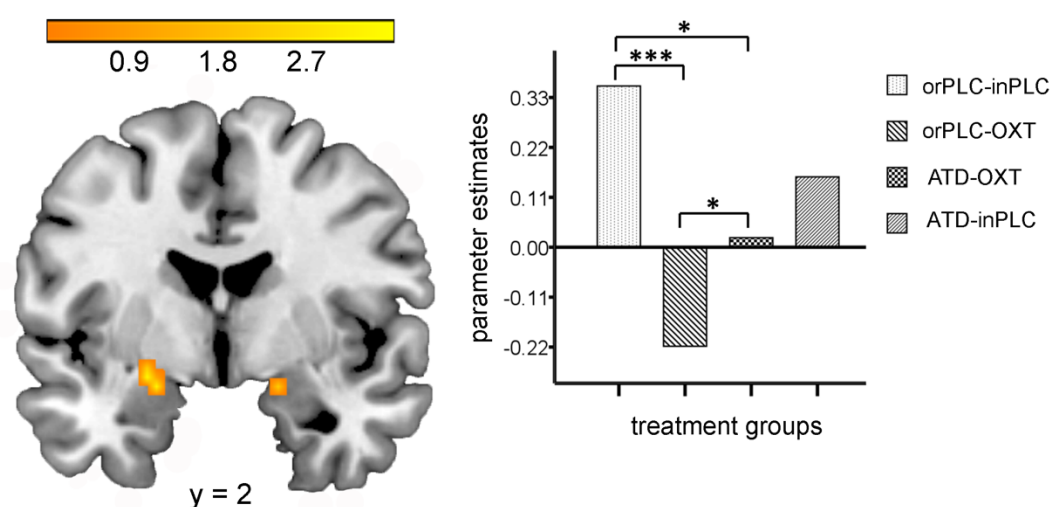 0.9 1.8 2.7
y = 2
*
***
*
parameter estimates
0.33
0.22
0.11
0.00
-0.11
-0.22
treatment groups
orPLC-inPLC
orPLC-OXT
ATD-OXT
ATD-inPLC